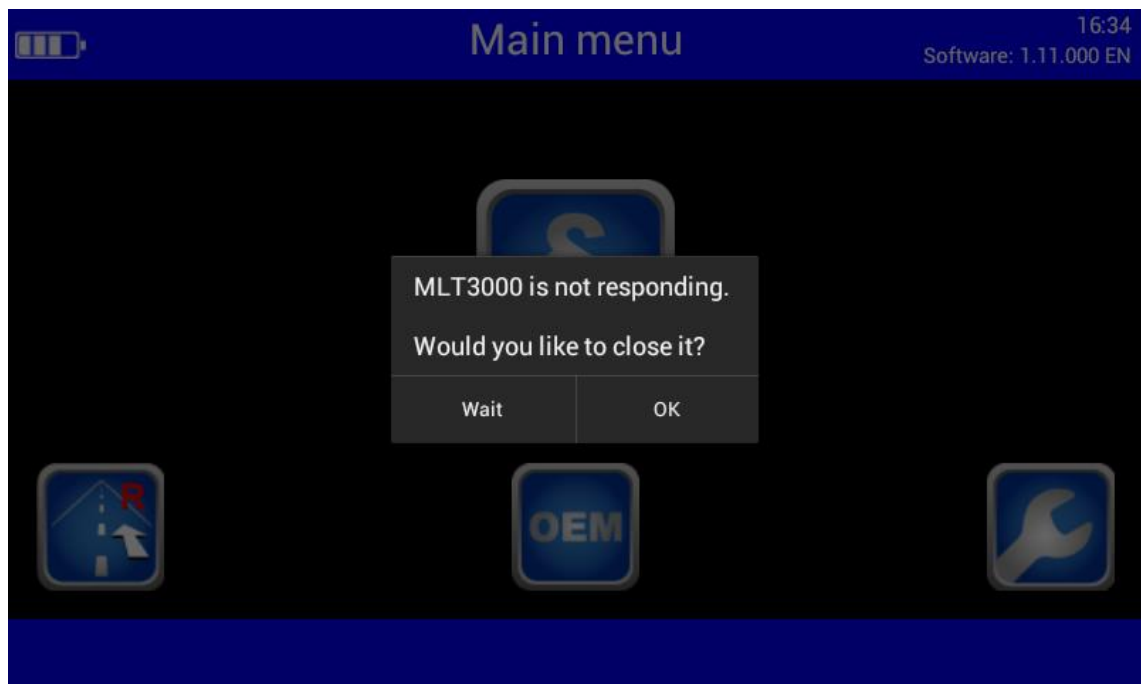 Main menu
16:34
Software: 1.11.000 EN
MLT3000 is not responding.
Would you like to close it?
Wait
OK
R
OEM